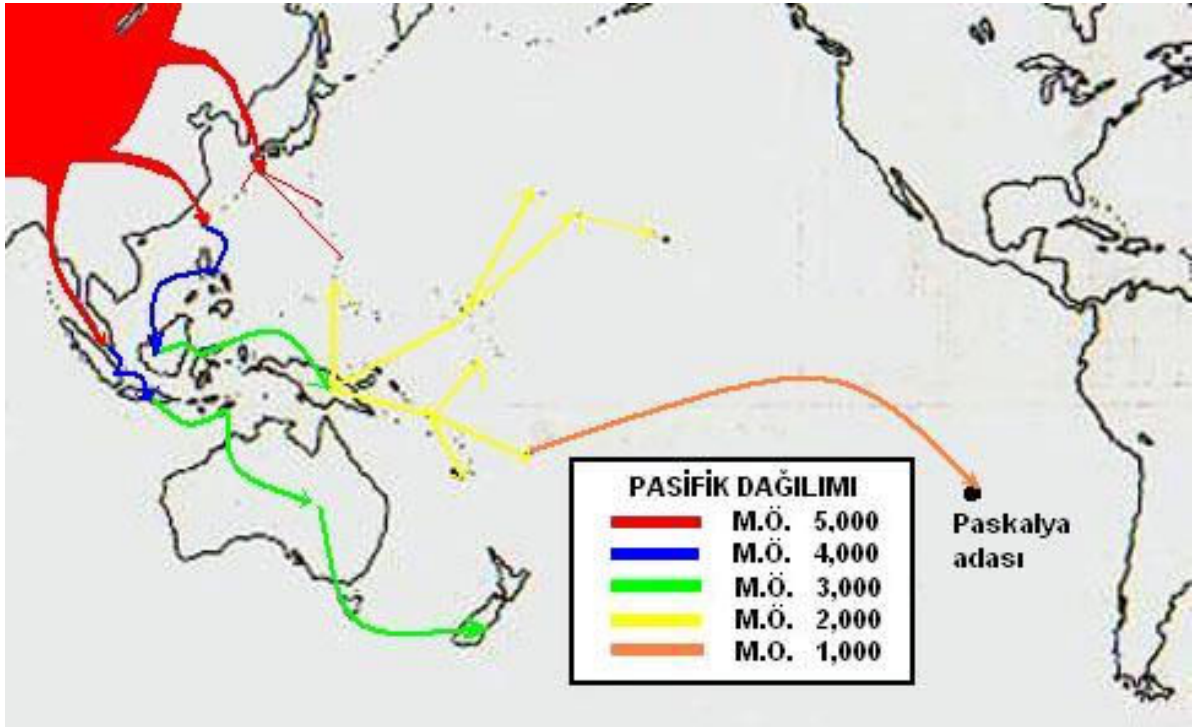 PASİFİK DAĞILIMI
M.Ö. 5,000
M.Ö. 4,000
M.Ö. 3,000
M.Ö. 2,000
M.O. 1,000
Paskalya
adası